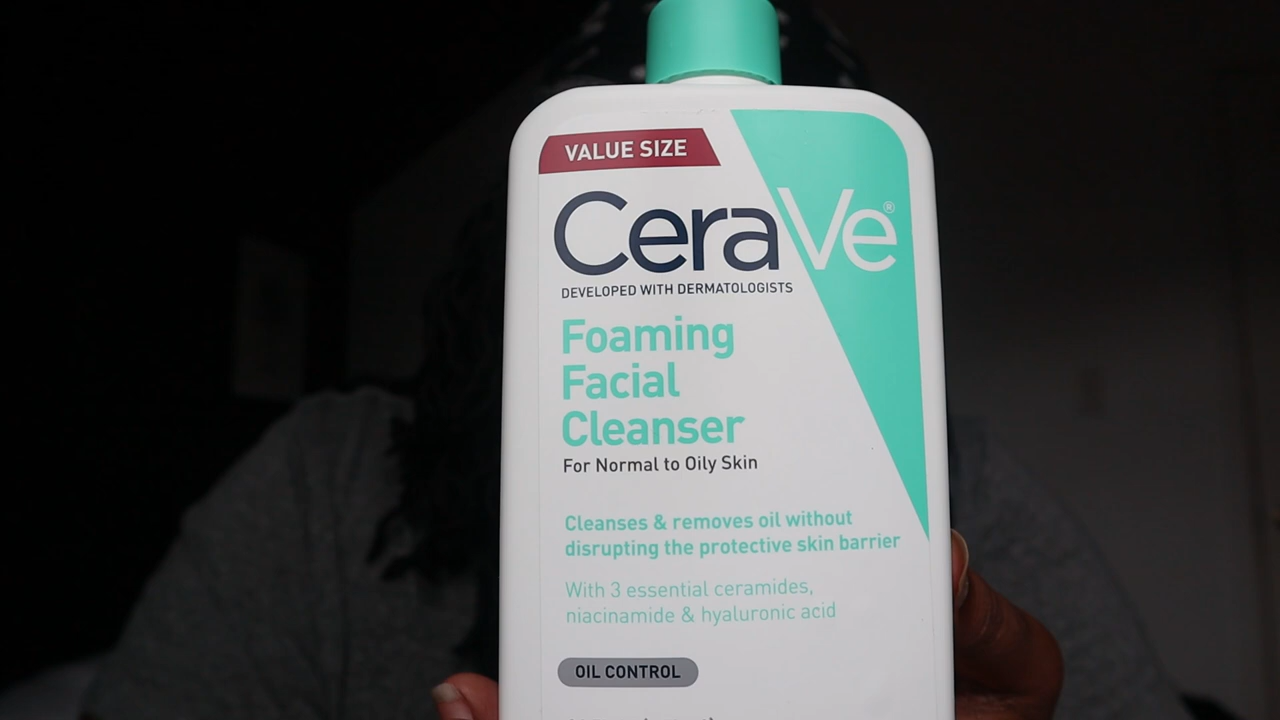 VALUE SIZE
CeraVe®
DEVELOPED WITH DERMATOLOGISTS
Foaming
Facial
Cleanser
For Normal to Oily Skin
Cleanses & removes oil without
disrupting the protective skin barrier
With 3 essential ceramides,
niacinamide & hyaluronic acid
OIL CONTROL